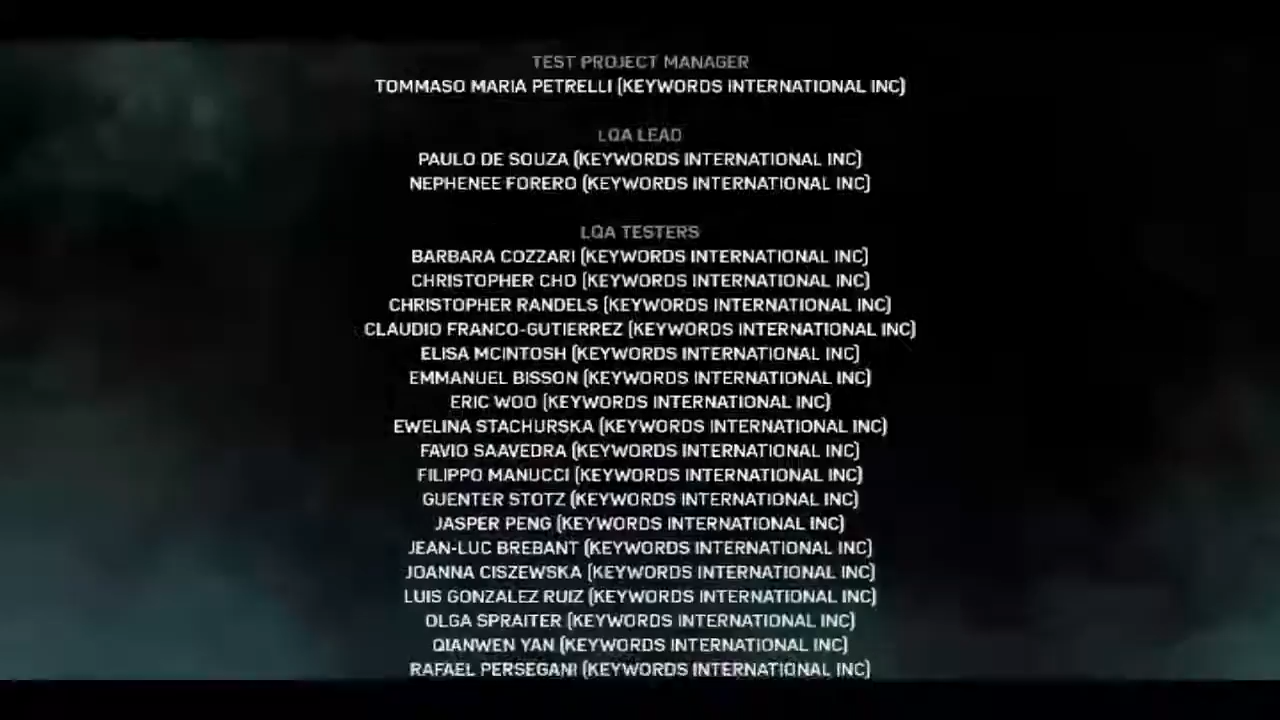 TEST PROJECT MANAGER
TOMMASO MARIA PETRELLI (KEYWORDS INTERNATIONAL INC)
LQA LEAD
PAULO DE SOUZA (KEYWORDS INTERNATIONAL INC)
NEPHENEE FORERO (KEYWORDS INTERNATIONAL INC)
LQA TESTERS
BARBARA COZZARI (KEYWORDS INTERNATIONAL INC)
CHRISTOPHER CHO (KEYWORDS INTERNATIONAL INC)
CHRISTOPHER RANDELS (KEYWORDS INTERNATIONAL INC)
CLAUDIO FRANCO-GUTIERREZ (KEYWORDS INTERNATIONAL INC)
ELISA MCINTOSH (KEYWORDS INTERNATIONAL INC)
EMMANUEL BISSON (KEYWORDS INTERNATIONAL INC)
ERIC WOO (KEYWORDS INTERNATIONAL INC)
EWELINA STACHURSKA (KEYWORDS INTERNATIONAL INC)
FAVIO SAAVEDRA (KEYWORDS INTERNATIONAL INC)
FILIPPO MANUCCI (KEYWORDS INTERNATIONAL INC)
GUENTER STOTZ (KEYWORDS INTERNATIONAL INC)
JASPER PENG (KEYWORDS INTERNATIONAL INC)
JEAN-LUC BREBANT (KEYWORDS INTERNATIONAL INC)
JOANNA CISZEWSKA (KEYWORDS INTERNATIONAL INC)
LUIS GONZALEZ RUIZ (KEYWORDS INTERNATIONAL INC)
OLGA SPRAITER (KEYWORDS INTERNATIONAL INC)
QIANWEN YAN (KEYWORDS INTERNATIONAL INC)
RAFAEL PERSEGANI (KEYWORDS INTERNATIONAL INC)